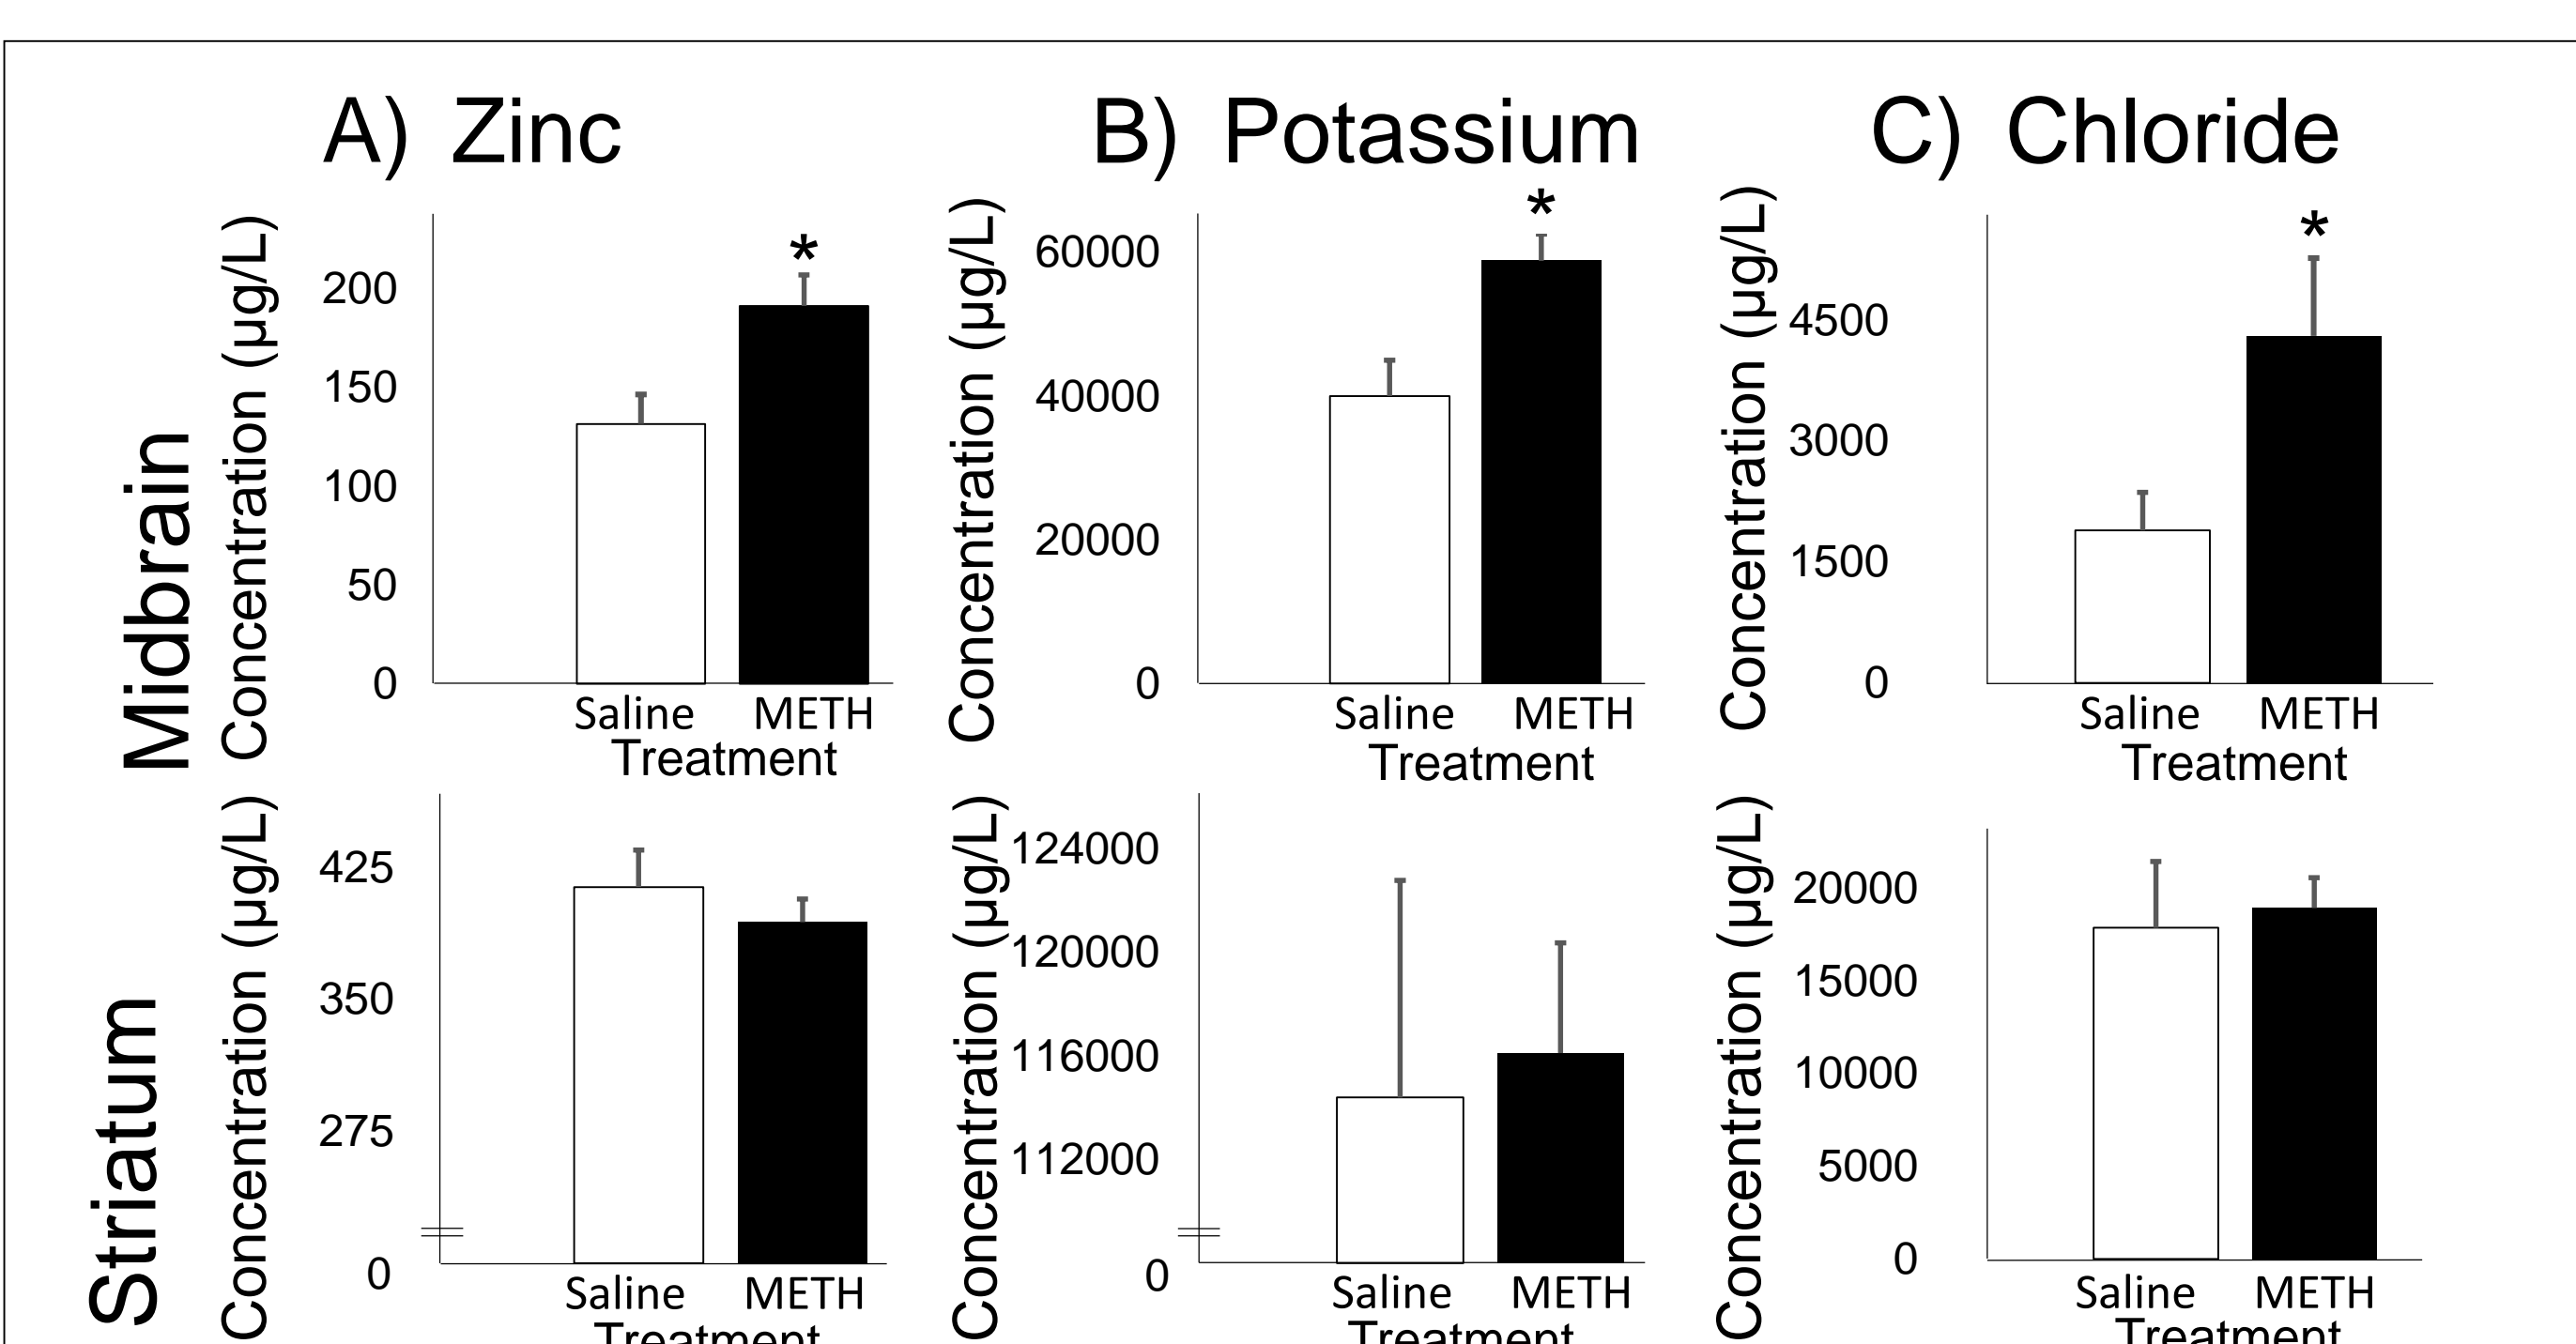 A) Zinc
B) Potassium
C) Chloride
Midbrain
Concentration (µg/L)
200
150
100
50
0
*
Saline METH
Treatment
Concentration (µg/L)
60000
40000
20000
0
*
Saline METH
Treatment
Concentration (µg/L)
4500
3000
1500
0
*
Saline METH
Treatment
Striatum
Concentration (µg/L)
425
350
275
0
Saline METH
Treatment
Concentration (µg/L)
124000
120000
116000
112000
0
Saline METH
Treatment
Concentration (µg/L)
20000
15000
10000
5000
0
Saline METH
Treatment